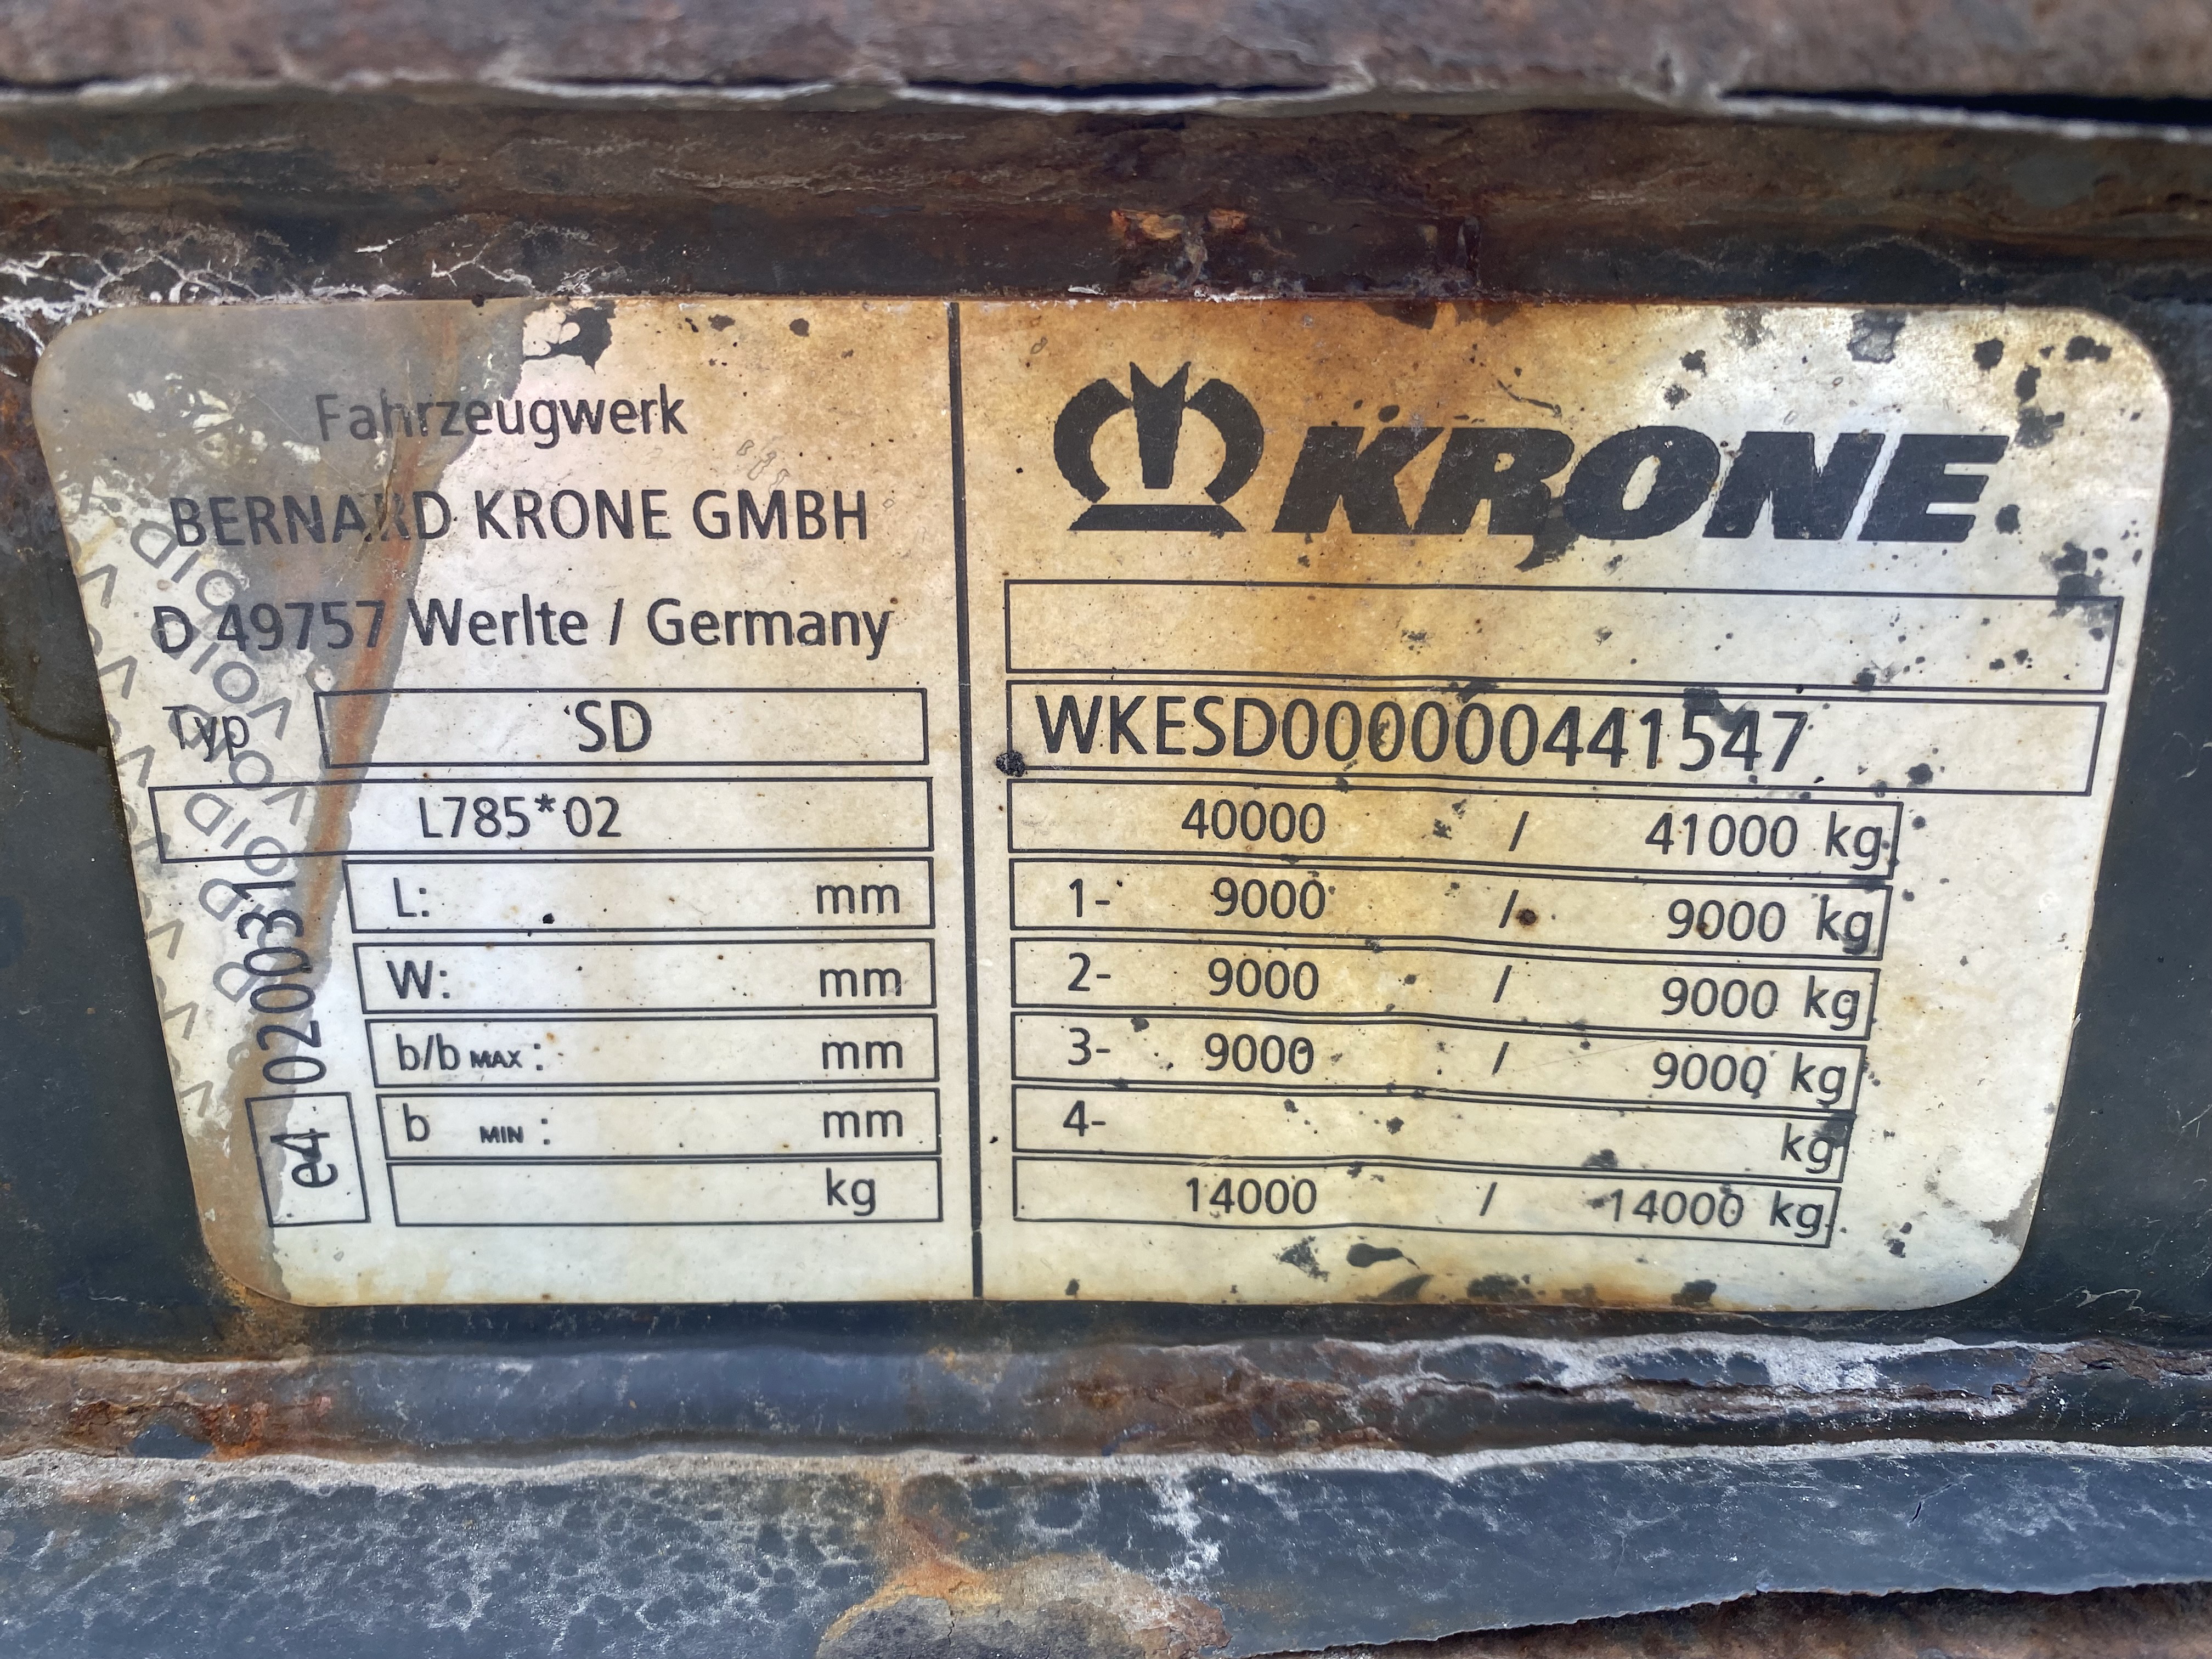 Fahrzeugwerk
BERNARD KRONE GMBH
D 49757 Werlte / Germany
Typ SD
L785*02
L: mm
W: mm
b/b MAX : mm
b MIN : mm
kg
e4 020031
KRONE
WKESD000000441547
40000 / 41000 kg
1- 9000 / 9000 kg
2- 9000 / 9000 kg
3- 9000 / 9000 kg
4- kg
14000 / 14000 kg